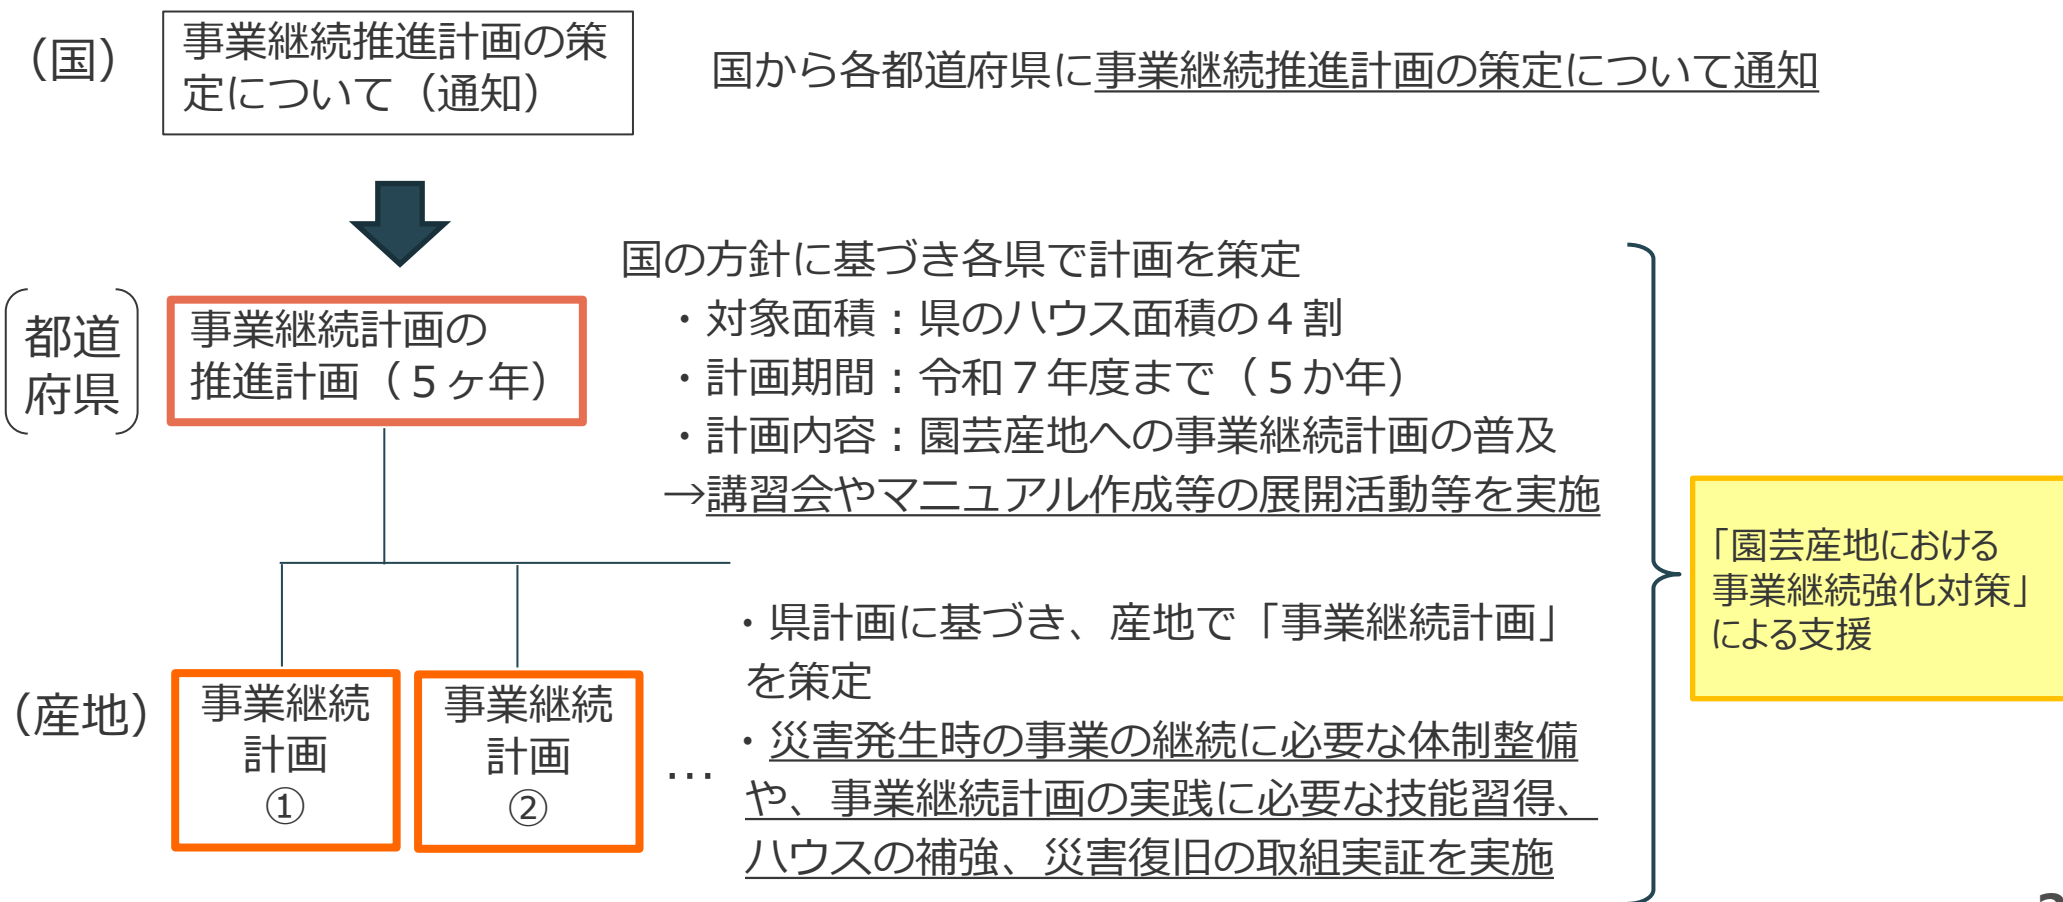 （国）
事業継続推進計画の策
定について（通知）
国から各都道府県に事業継続推進計画の策定について通知
都道
府県
事業継続計画の
推進計画（5ヶ年）
国の方針に基づき各県で計画を策定
・対象面積：県のハウス面積の４割
・計画期間：令和７年度まで（5か年）
・計画内容：園芸産地への事業継続計画の普及
→講習会やマニュアル作成等の展開活動等を実施
「園芸産地における
事業継続強化対策」
による支援
（産地）
事業継続
計画
①
事業継続
計画
②
…
・県計画に基づき、産地で「事業継続計画」
を策定
・災害発生時の事業の継続に必要な体制整備
や、事業継続計画の実践に必要な技能習得、
ハウスの補強、災害復旧の取組実証を実施